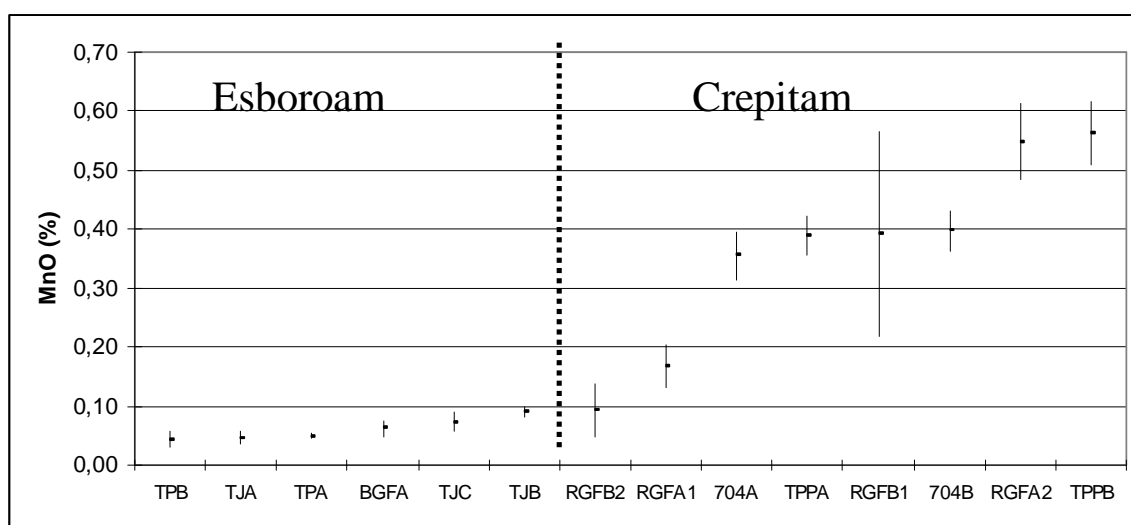 0,70
Esboroam Crepitam
0,60
0,50
0,40
0,30
0,20
0,10
0,00
MnO (%)
TPB TJA TPA BGFA TJC TJB RGFB2 RGFA1 704A TPPA RGFB1 704B RGFA2 TPPB